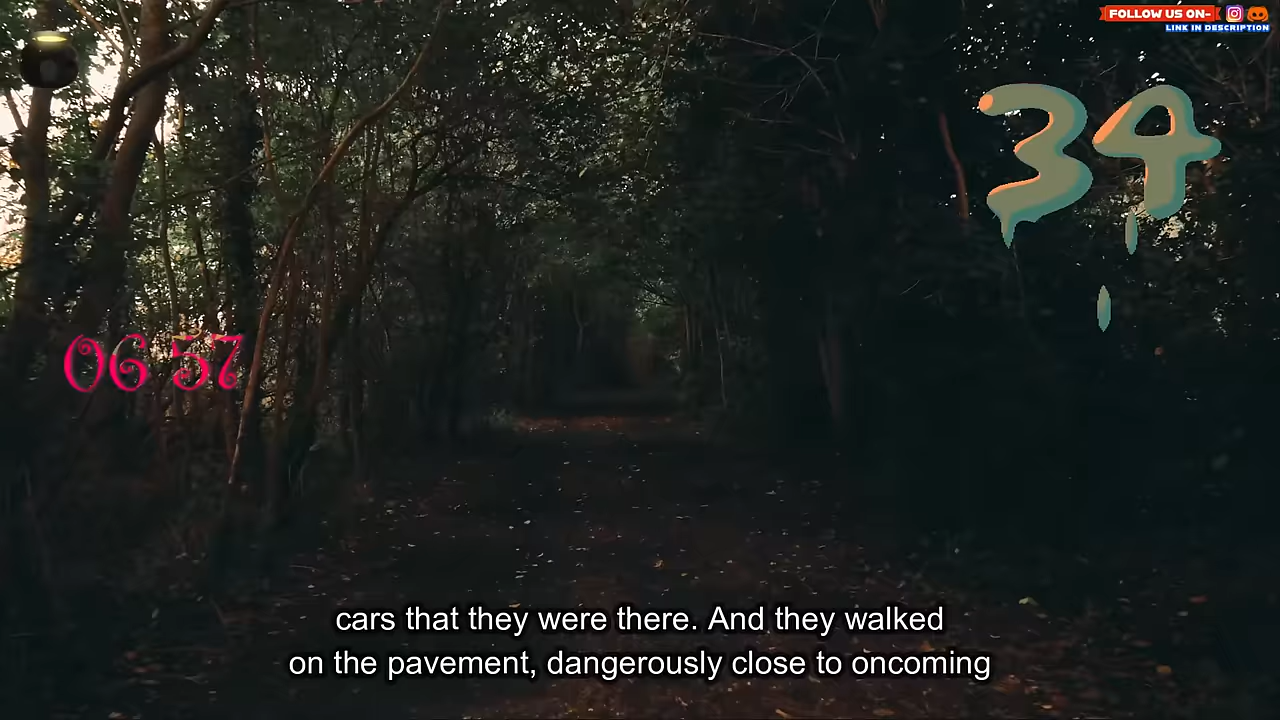 FOLLOW US ON-
LINK IN DESCRIPTION
34
06 57
cars that they were there. And they walked
on the pavement, dangerously close to oncoming